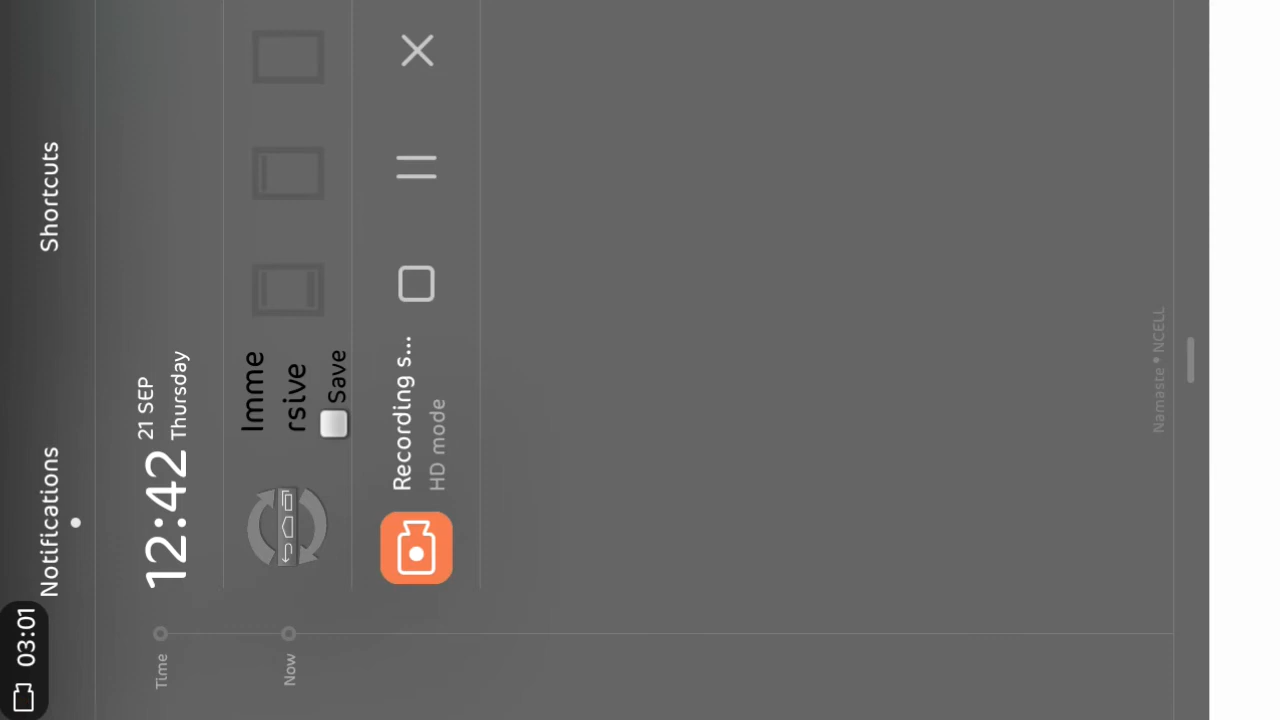 03:01
Notifications
Shortcuts
Time
12:42
21 SEP
Thursday
Now
Imme
rsive
Save
Recording s...
HD mode
Namaste * NCELL